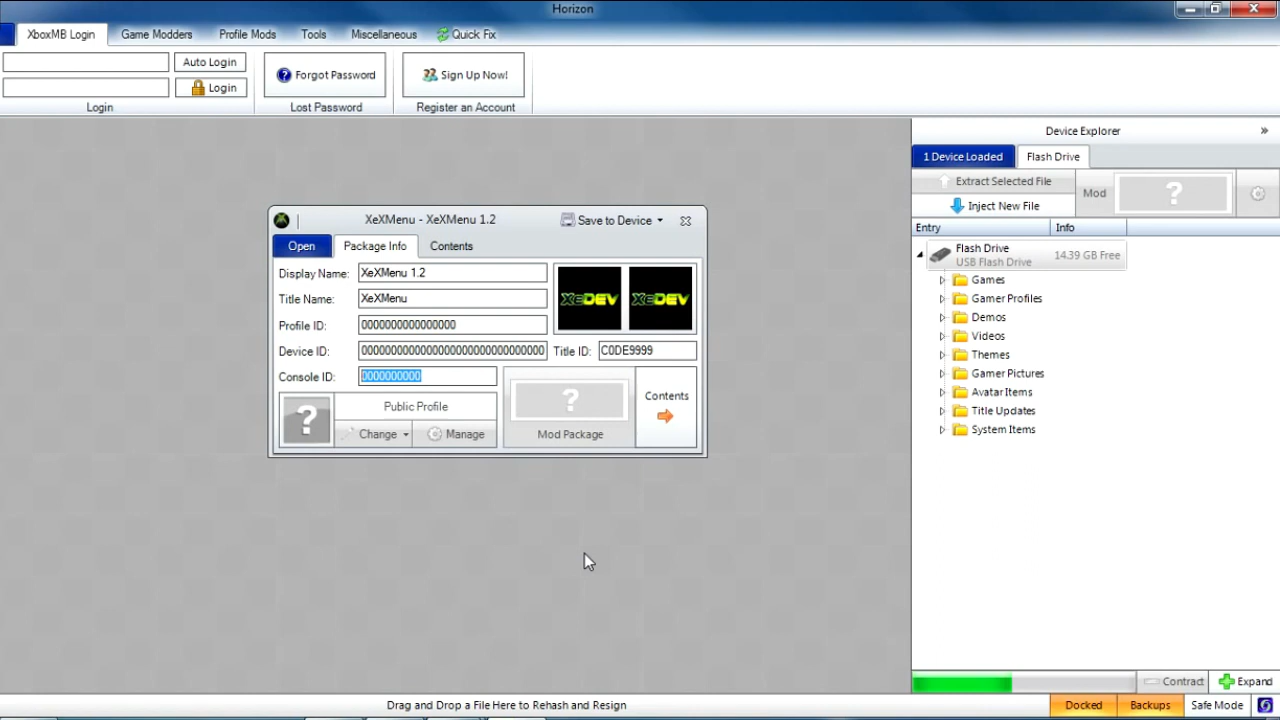 Horizon
XboxMB Login
Game Modders
Profile Mods
Tools
Miscellaneous
Quick Fix
Auto Login
Login
Login
Forgot Password
Lost Password
Sign Up Now!
Register an Account
Device Explorer
»
1 Device Loaded
Flash Drive
Extract Selected File
Inject New File
Mod
?
Entry
Info
Flash Drive
USB Flash Drive
14.39 GB Free
Games
Gamer Profiles
Demos
Videos
Themes
Gamer Pictures
Avatar Items
Title Updates
System Items
XeXMenu - XeXMenu 1.2
Save to Device
Open
Package Info
Contents
Display Name:
XeXMenu 1.2
Title Name:
XeXMenu
Profile ID:
0000000000000000
Device ID:
Title ID:
C0DE9999
Console ID:
0000000000
XeDEV
XeDEV
?
Public Profile
Change
Manage
?
Mod Package
Contents
Contract
Expand
Drag and Drop a File Here to Rehash and Resign
Docked
Backups
Safe Mode